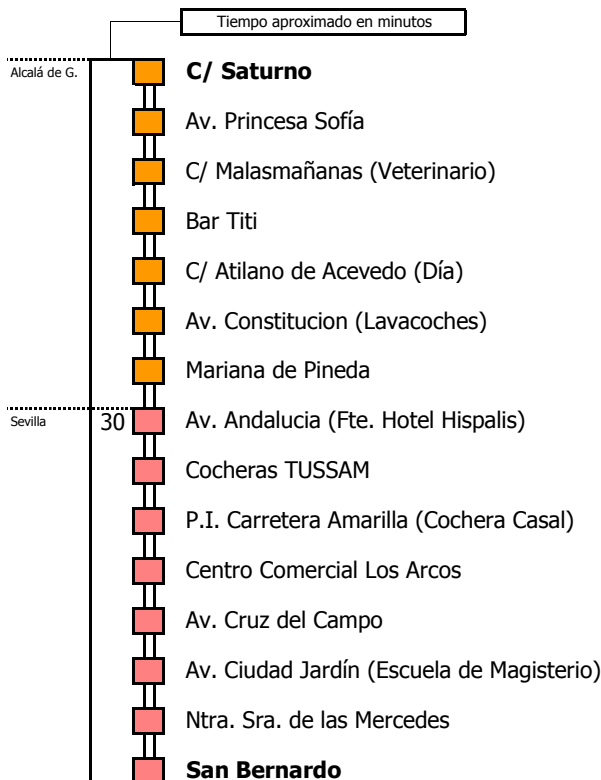 Tiempo aproximado en minutos
Alcalá de G.
C/ Saturno
Av. Princesa Sofía
C/ Malasmañanas (Veterinario)
Bar Titi
C/ Atilano de Acevedo (Día)
Av. Constitucion (Lavacoches)
Mariana de Pineda
Sevilla 30 Av. Andalucia (Fte. Hotel Hispalis)
Cocheras TUSSAM
P.I. Carretera Amarilla (Cochera Casal)
Centro Comercial Los Arcos
Av. Cruz del Campo
Av. Ciudad Jardín (Escuela de Magisterio)
Ntra. Sra. de las Mercedes
San Bernardo